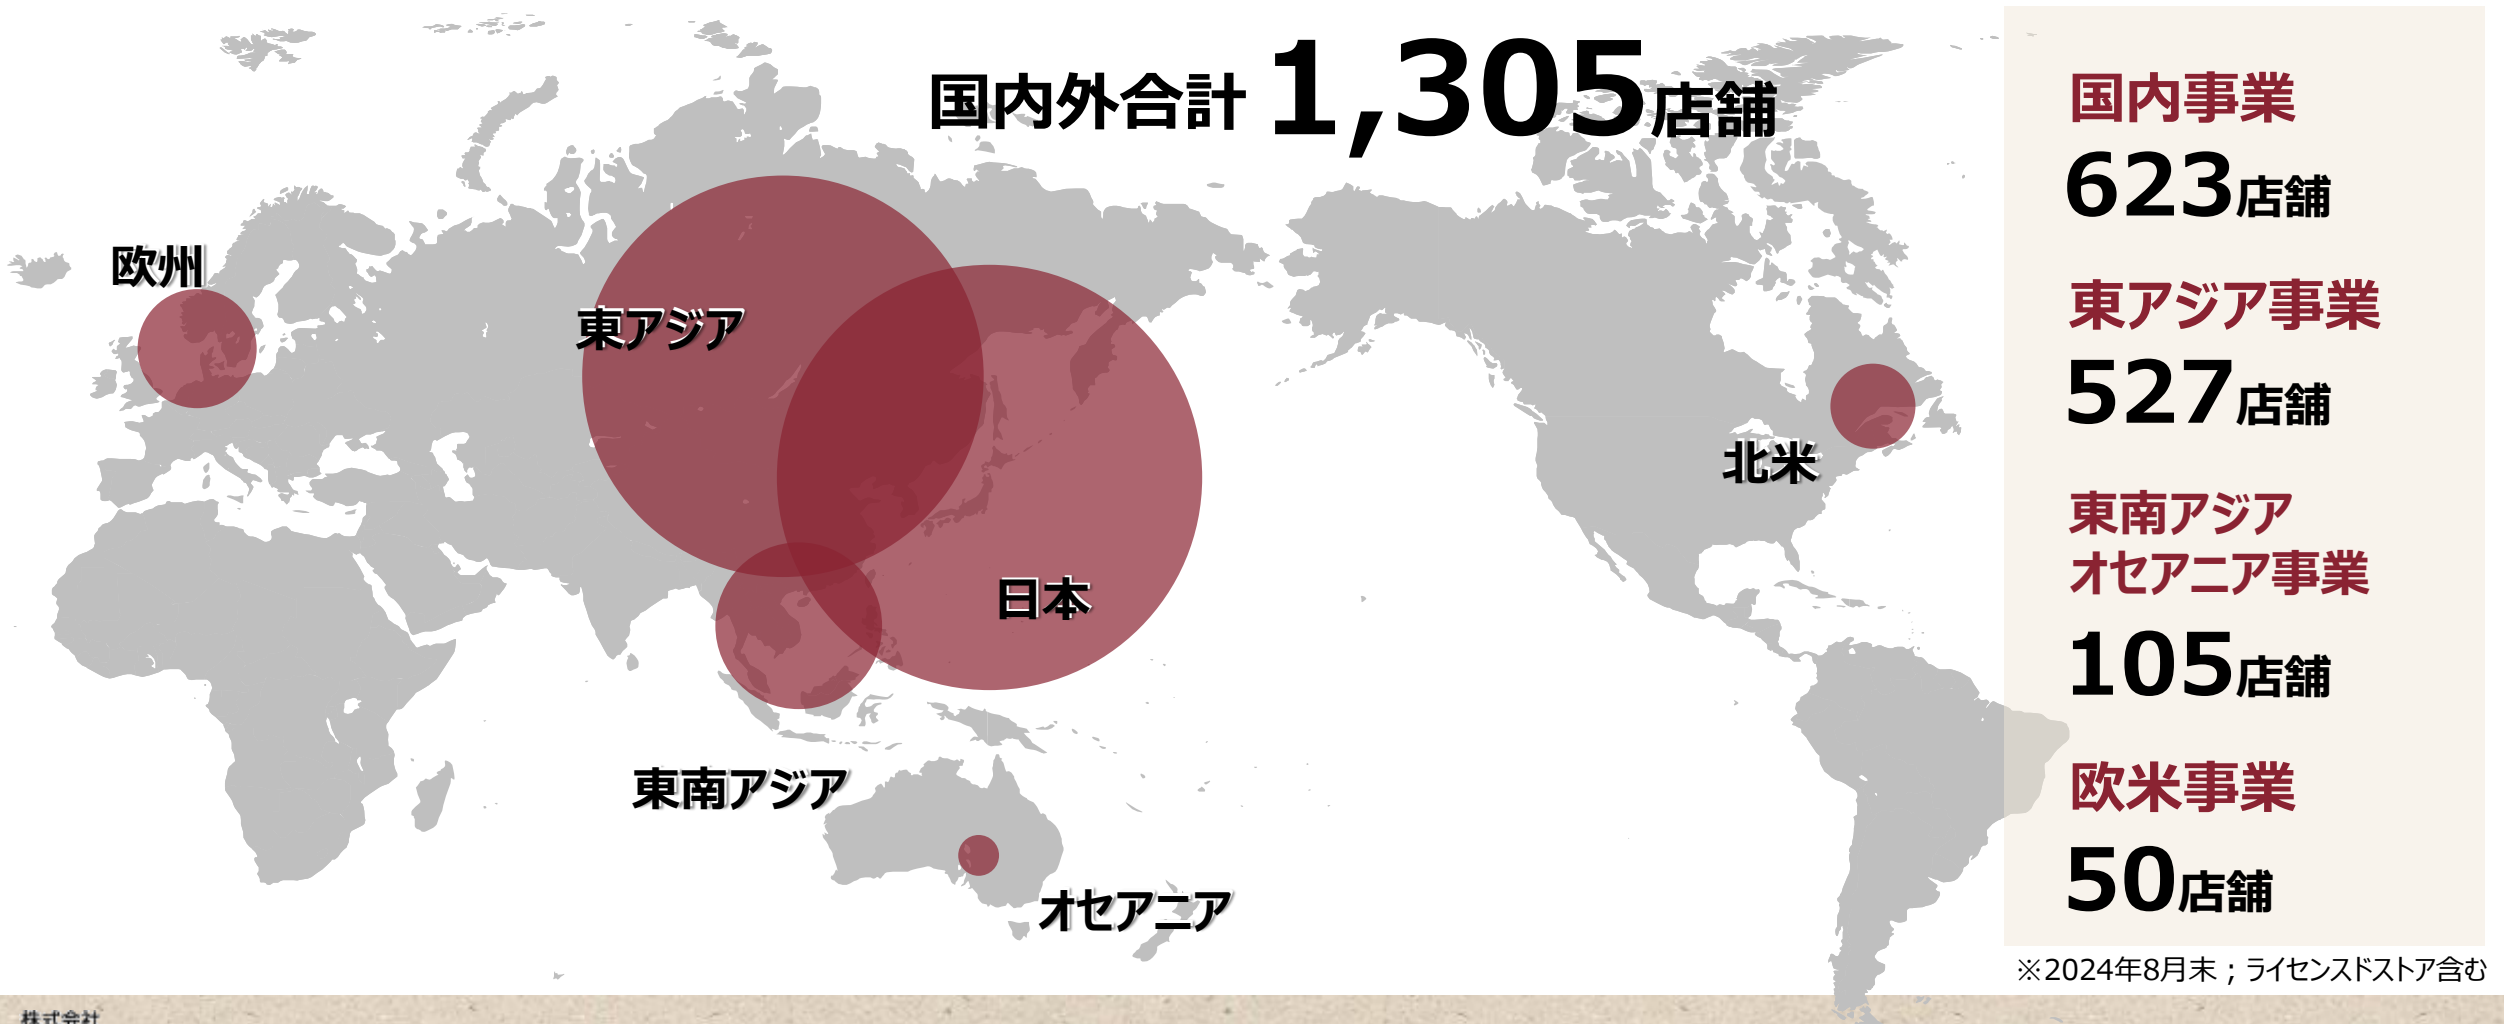 国内外合計 1,305店舗
欧州
東アジア
日本
東南アジア
オセアニア
北米
国内事業
623店舗
東アジア事業
527店舗
東南アジア
オセアニア事業
105店舗
欧米事業
50店舗
※2024年8月末；ライセンスドストア含む
株式会社